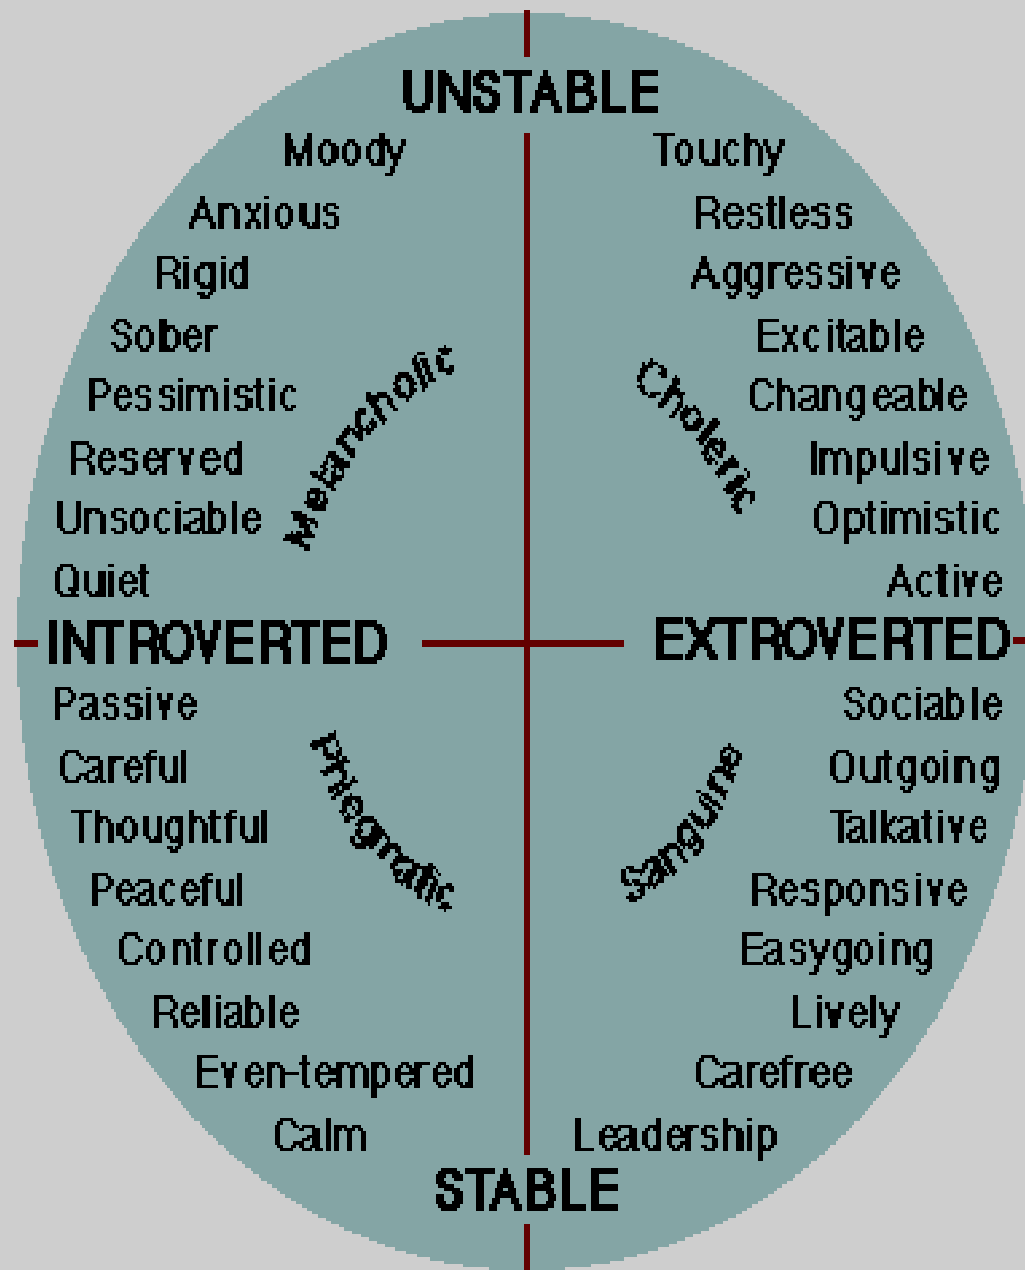 UNSTABLE
Moody Touchy
Anxious Restless
Rigid Aggressive
Sober Excitable
Pessimistic Changeable
Melancholic Choleric
Reserved Impulsive
Unsociable Optimistic
Quiet Active
INTROVERTED EXTROVERTED
Passive Sociable
Careful Outgoing
Thoughtful Talkative
Phlegmatic Sanguine
Peaceful Responsive
Controlled Easygoing
Reliable Lively
Even-tempered Carefree
Calm Leadership
STABLE